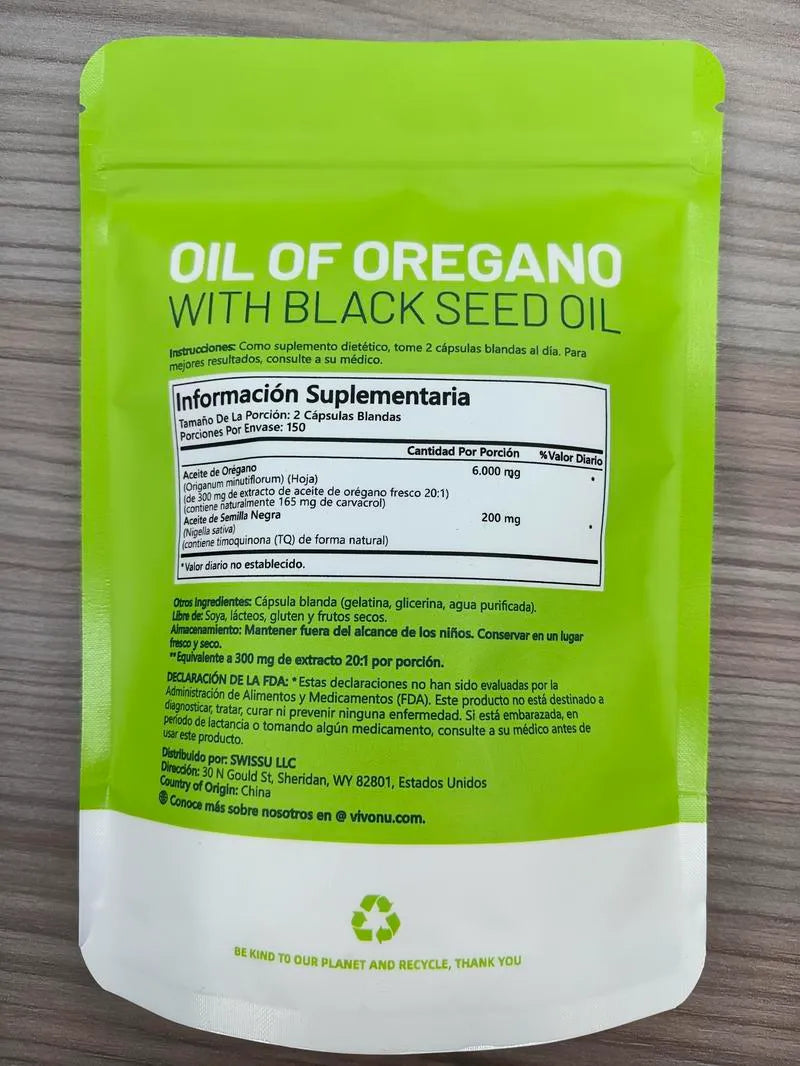 OIL OF OREGANO
WITH BLACK SEED OIL
Instrucciones: Como suplemento dietético, tome 2 cápsulas blandas al día. Para
mejores resultados, consulte a su médico.
Información Suplementaria
Tamaño De La Porción: 2 Cápsulas Blandas
Porciones Por Envase: 150
Cantidad Por Porción %Valor Diario
Aceite de Orégano 6.000 mg *
(Origanum minutiflorum) (Hoja)
(de 300 mg de extracto de aceite de orégano fresco 20:1)
(contiene naturalmente 165 mg de carvacrol)
Aceite de Semilla Negra 200 mg *
(Nigella sativa)
(contiene timoquinona (TQ) de forma natural)
*Valor diario no establecido.
Otros Ingredientes: Cápsula blanda (gelatina, glicerina, agua purificada).
Libre de: Soya, lácteos, gluten y frutos secos.
Almacenamiento: Mantener fuera del alcance de los niños. Conservar en un lugar
fresco y seco.
**Equivalente a 300 mg de extracto 20:1 por porción.
DECLARACIÓN DE LA FDA: *Estas declaraciones no han sido evaluadas por la
Administración de Alimentos y Medicamentos (FDA). Este producto no está destinado a
diagnosticar, tratar, curar ni prevenir ninguna enfermedad. Si está embarazada, en
período de lactancia o tomando algún medicamento, consulte a su médico antes de
usar este producto.
Distribuido por: SWISSU LLC
Dirección: 30 N Gould St, Sheridan, WY 82801, Estados Unidos
Country of Origin: China
Conoce más sobre nosotros en @ vivonu.com.
BE KIND TO OUR PLANET AND RECYCLE, THANK YOU